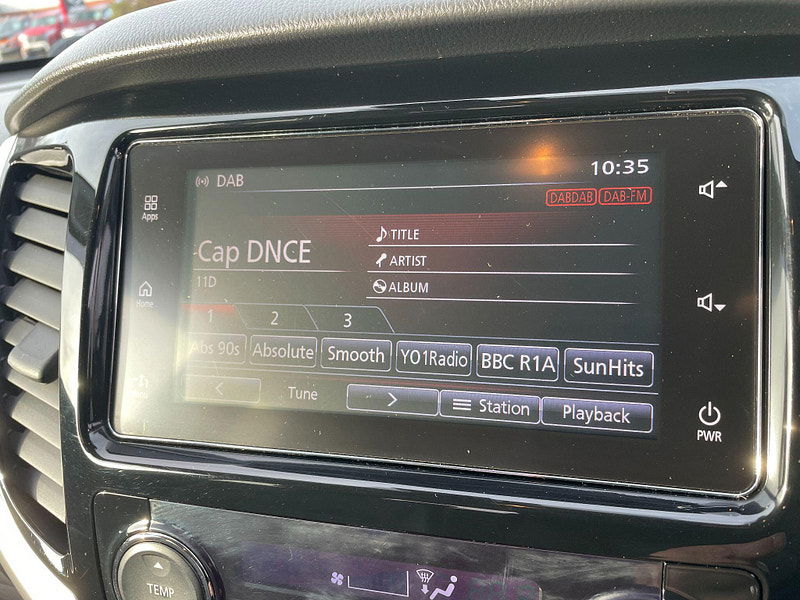 DAB
10:35
DABDAB DAB-FM
Apps
Cap DNCE
TITLE
11D
ARTIST
ALBUM
Home
1 2 3
Abs 90s Absolute Smooth YO1Radio BBC R1A SunHits
Menu
< Tune > Station Playback
PWR
TEMP